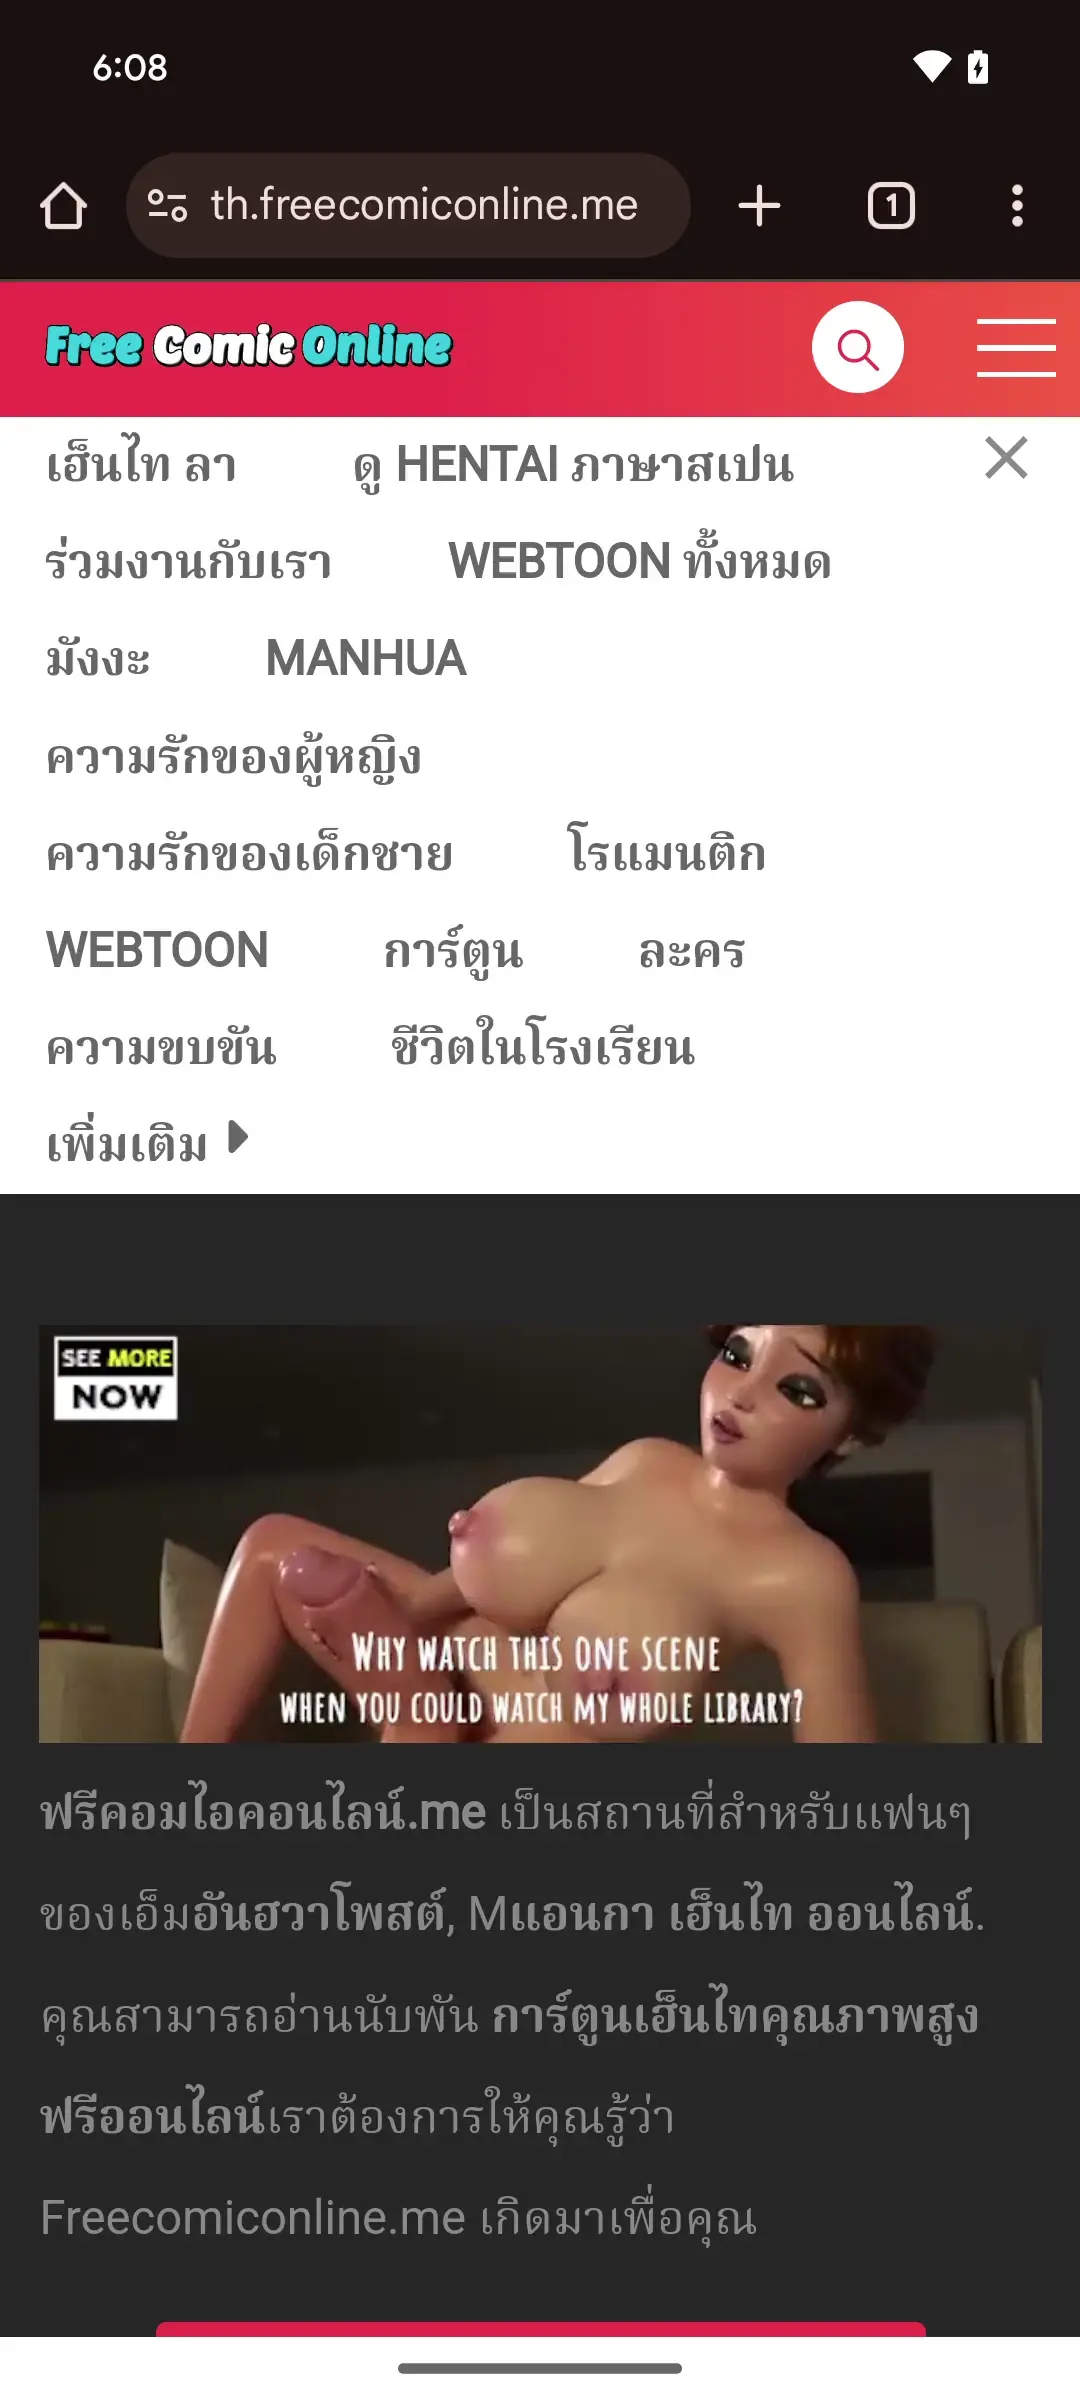 6:08
th.freecomiconline.me
1
Free Comic Online
เฮ็นไท ลา ดู HENTAI ภาษาสเปน
ร่วมงานกับเรา WEBTOON ทั้งหมด
มังงะ MANHUA
ความรักของผู้หญิง
ความรักของเด็กชาย โรแมนติก
WEBTOON การ์ตูน ละคร
ความขบขัน ชีวิตในโรงเรียน
เพิ่มเติม
SEE MORE
NOW
WHY WATCH THIS ONE SCENE
WHEN YOU COULD WATCH MY WHOLE LIBRARY?
ฟรีคอมไอคอนไลน์.me เป็นสถานที่สำหรับแฟนๆ
ของเอ็มอันฮวาโพสต์, Mแอนกา เฮ็นไท ออนไลน์.
คุณสามารถอ่านนับพัน การ์ตูนเฮ็นไทคุณภาพสูง
ฟรีออนไลน์เราต้องการให้คุณรู้ว่า
Freecomiconline.me เกิดมาเพื่อคุณ